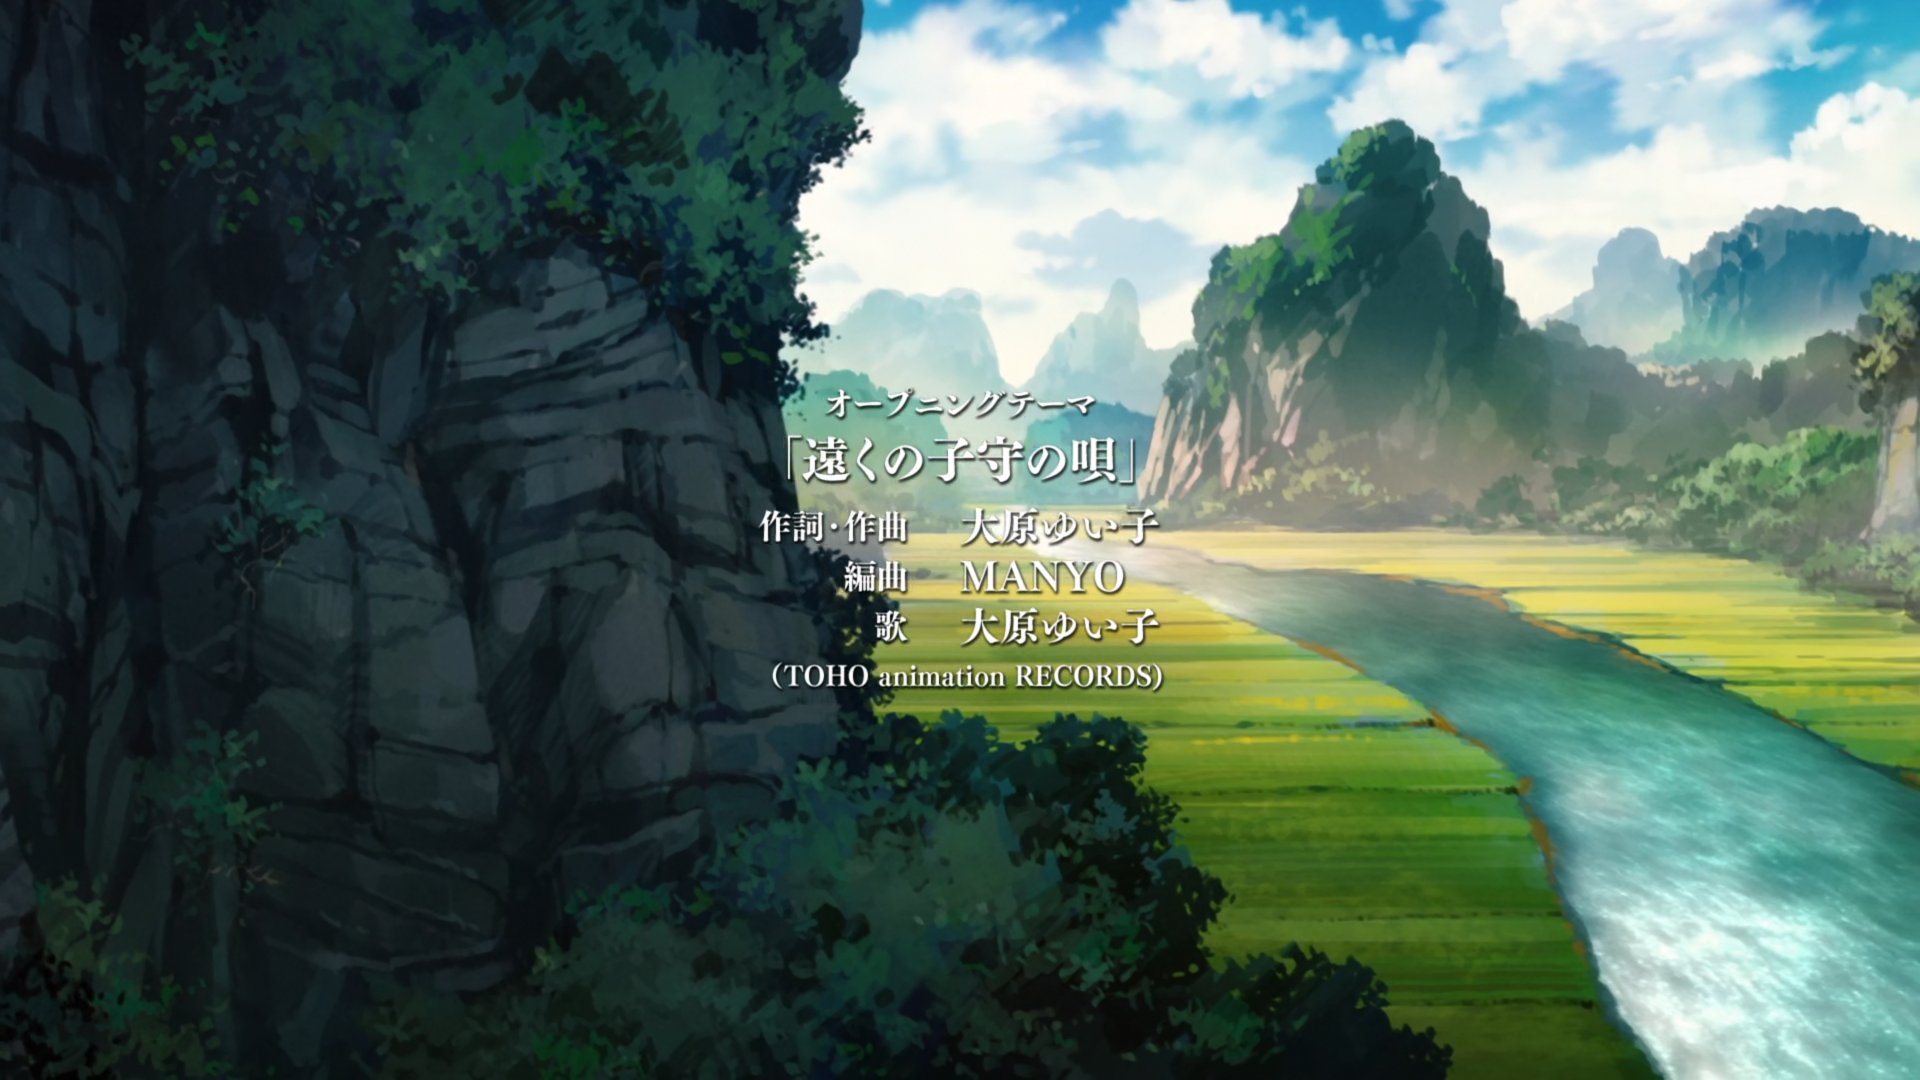 オープニングテーマ
「遠くの子守の唄」
作詞・作曲 大原ゆい子
編曲 MANYO
歌 大原ゆい子
(TOHO animation RECORDS)